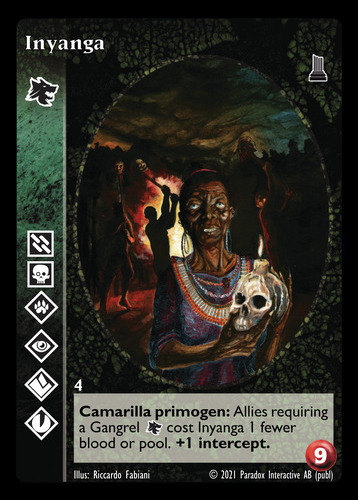 Inyanga
4
Camarilla primogen: Allies requiring
a Gangrel cost Inyanga 1 fewer
blood or pool. +1 intercept.
9
Illus: Riccardo Fabiani © 2021 Paradox Interactive AB (publ)